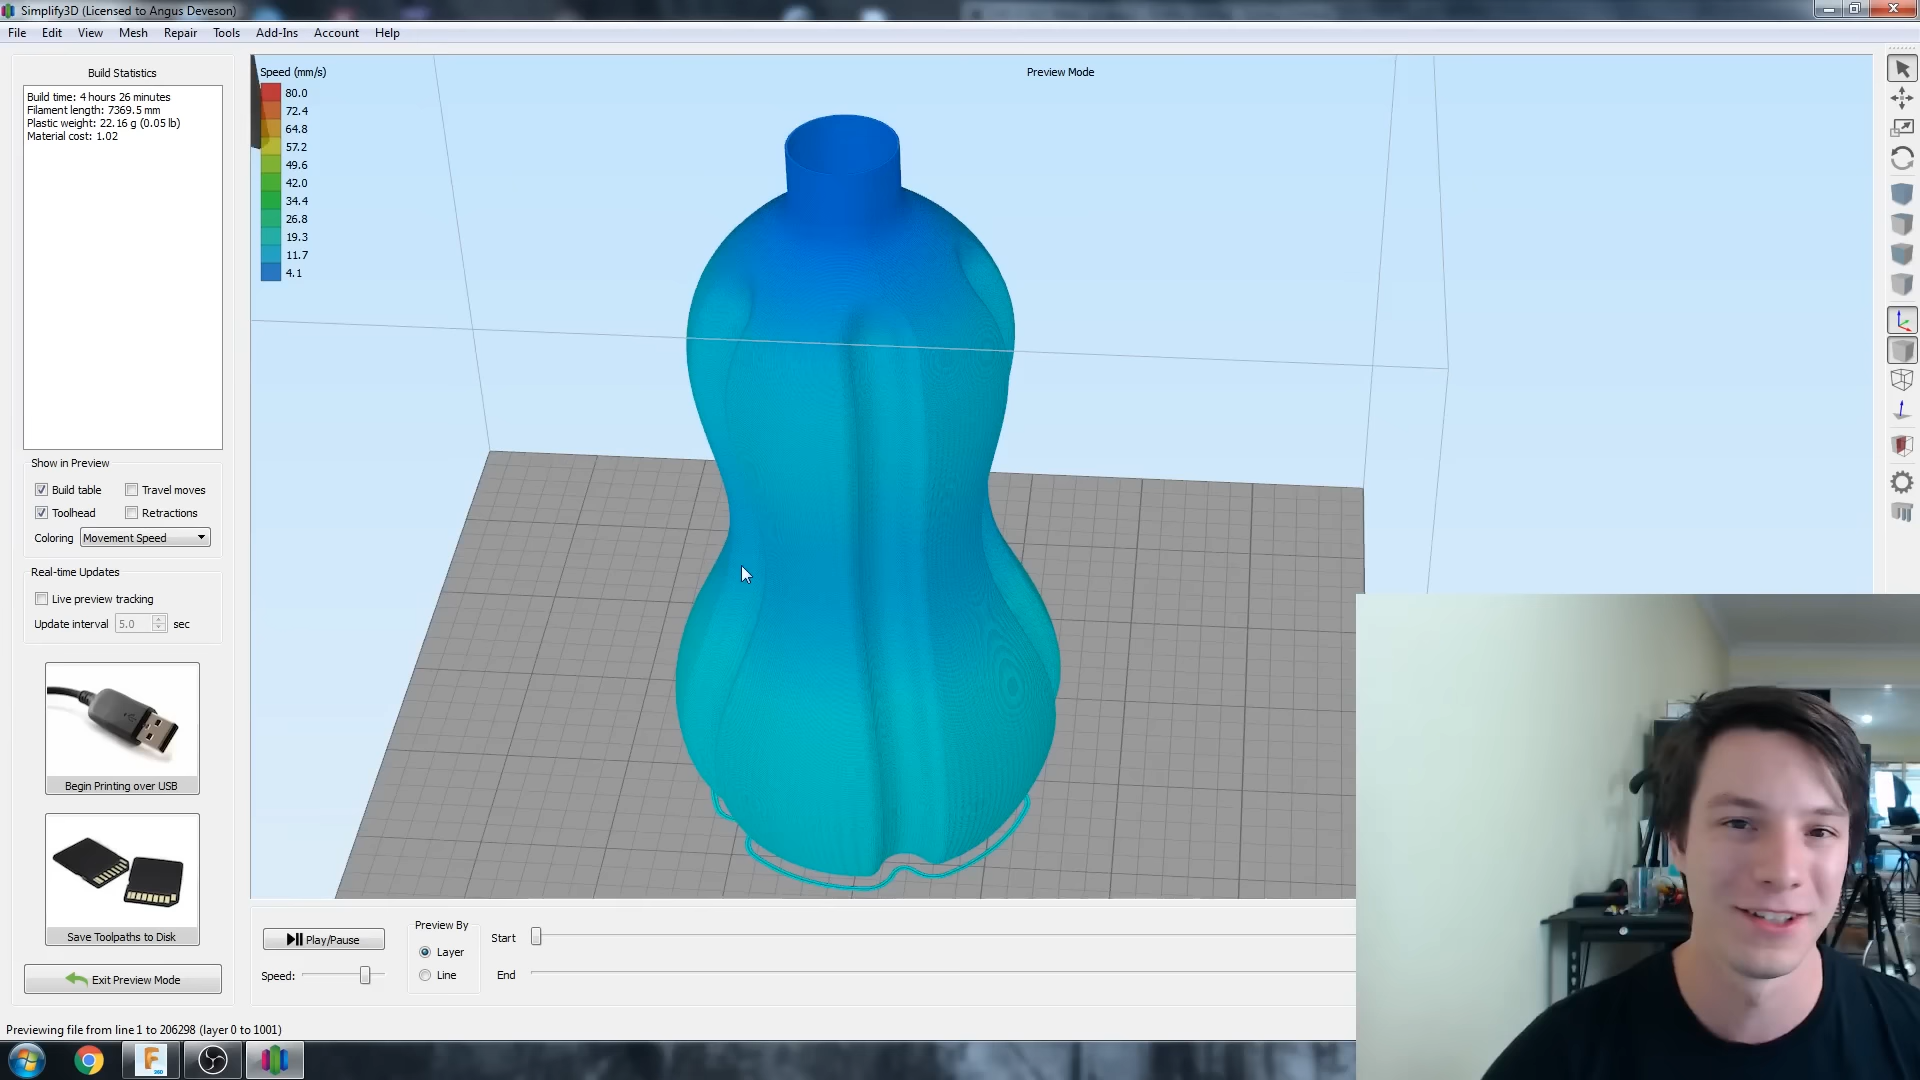 Simplify3D (Licensed to Angus Deveson)
File Edit View Mesh Repair Tools Add-Ins Account Help
Build Statistics
Build time: 4 hours 26 minutes
Filament length: 7369.5 mm
Plastic weight: 22.16 g (0.05 lb)
Material cost: 1.02
Speed (mm/s)
80.0
72.4
64.8
57.2
49.6
42.0
34.4
26.8
19.3
11.7
4.1
Preview Mode
Show in Preview
Build table Travel moves
Toolhead Retractions
Coloring Movement Speed
Real-time Updates
Live preview tracking
Update interval 5.0 sec
Begin Printing over USB
Save Toolpaths to Disk
Exit Preview Mode
Play/Pause
Speed:
Preview By
Layer
Line
Start
End
Previewing file from line 1 to 206298 (layer 0 to 1001)
F
360